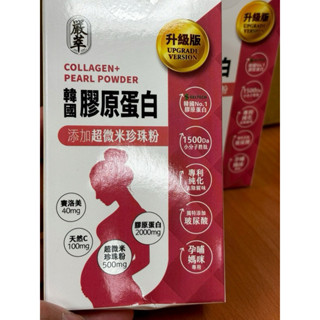 嚴萃
升級版
UPGRADE
VERSION
COLLAGEN+
PEARL POWDER
韓國膠原蛋白
添加超微米珍珠粉
韓國No.1
膠原蛋白
1500Da
小分子胜肽
專利
純化
獨特添加
玻尿酸
孕哺
媽咪
賽洛美
40mg
天然C
100mg
超微米
珍珠粉
500mg
膠原蛋白
2000mg